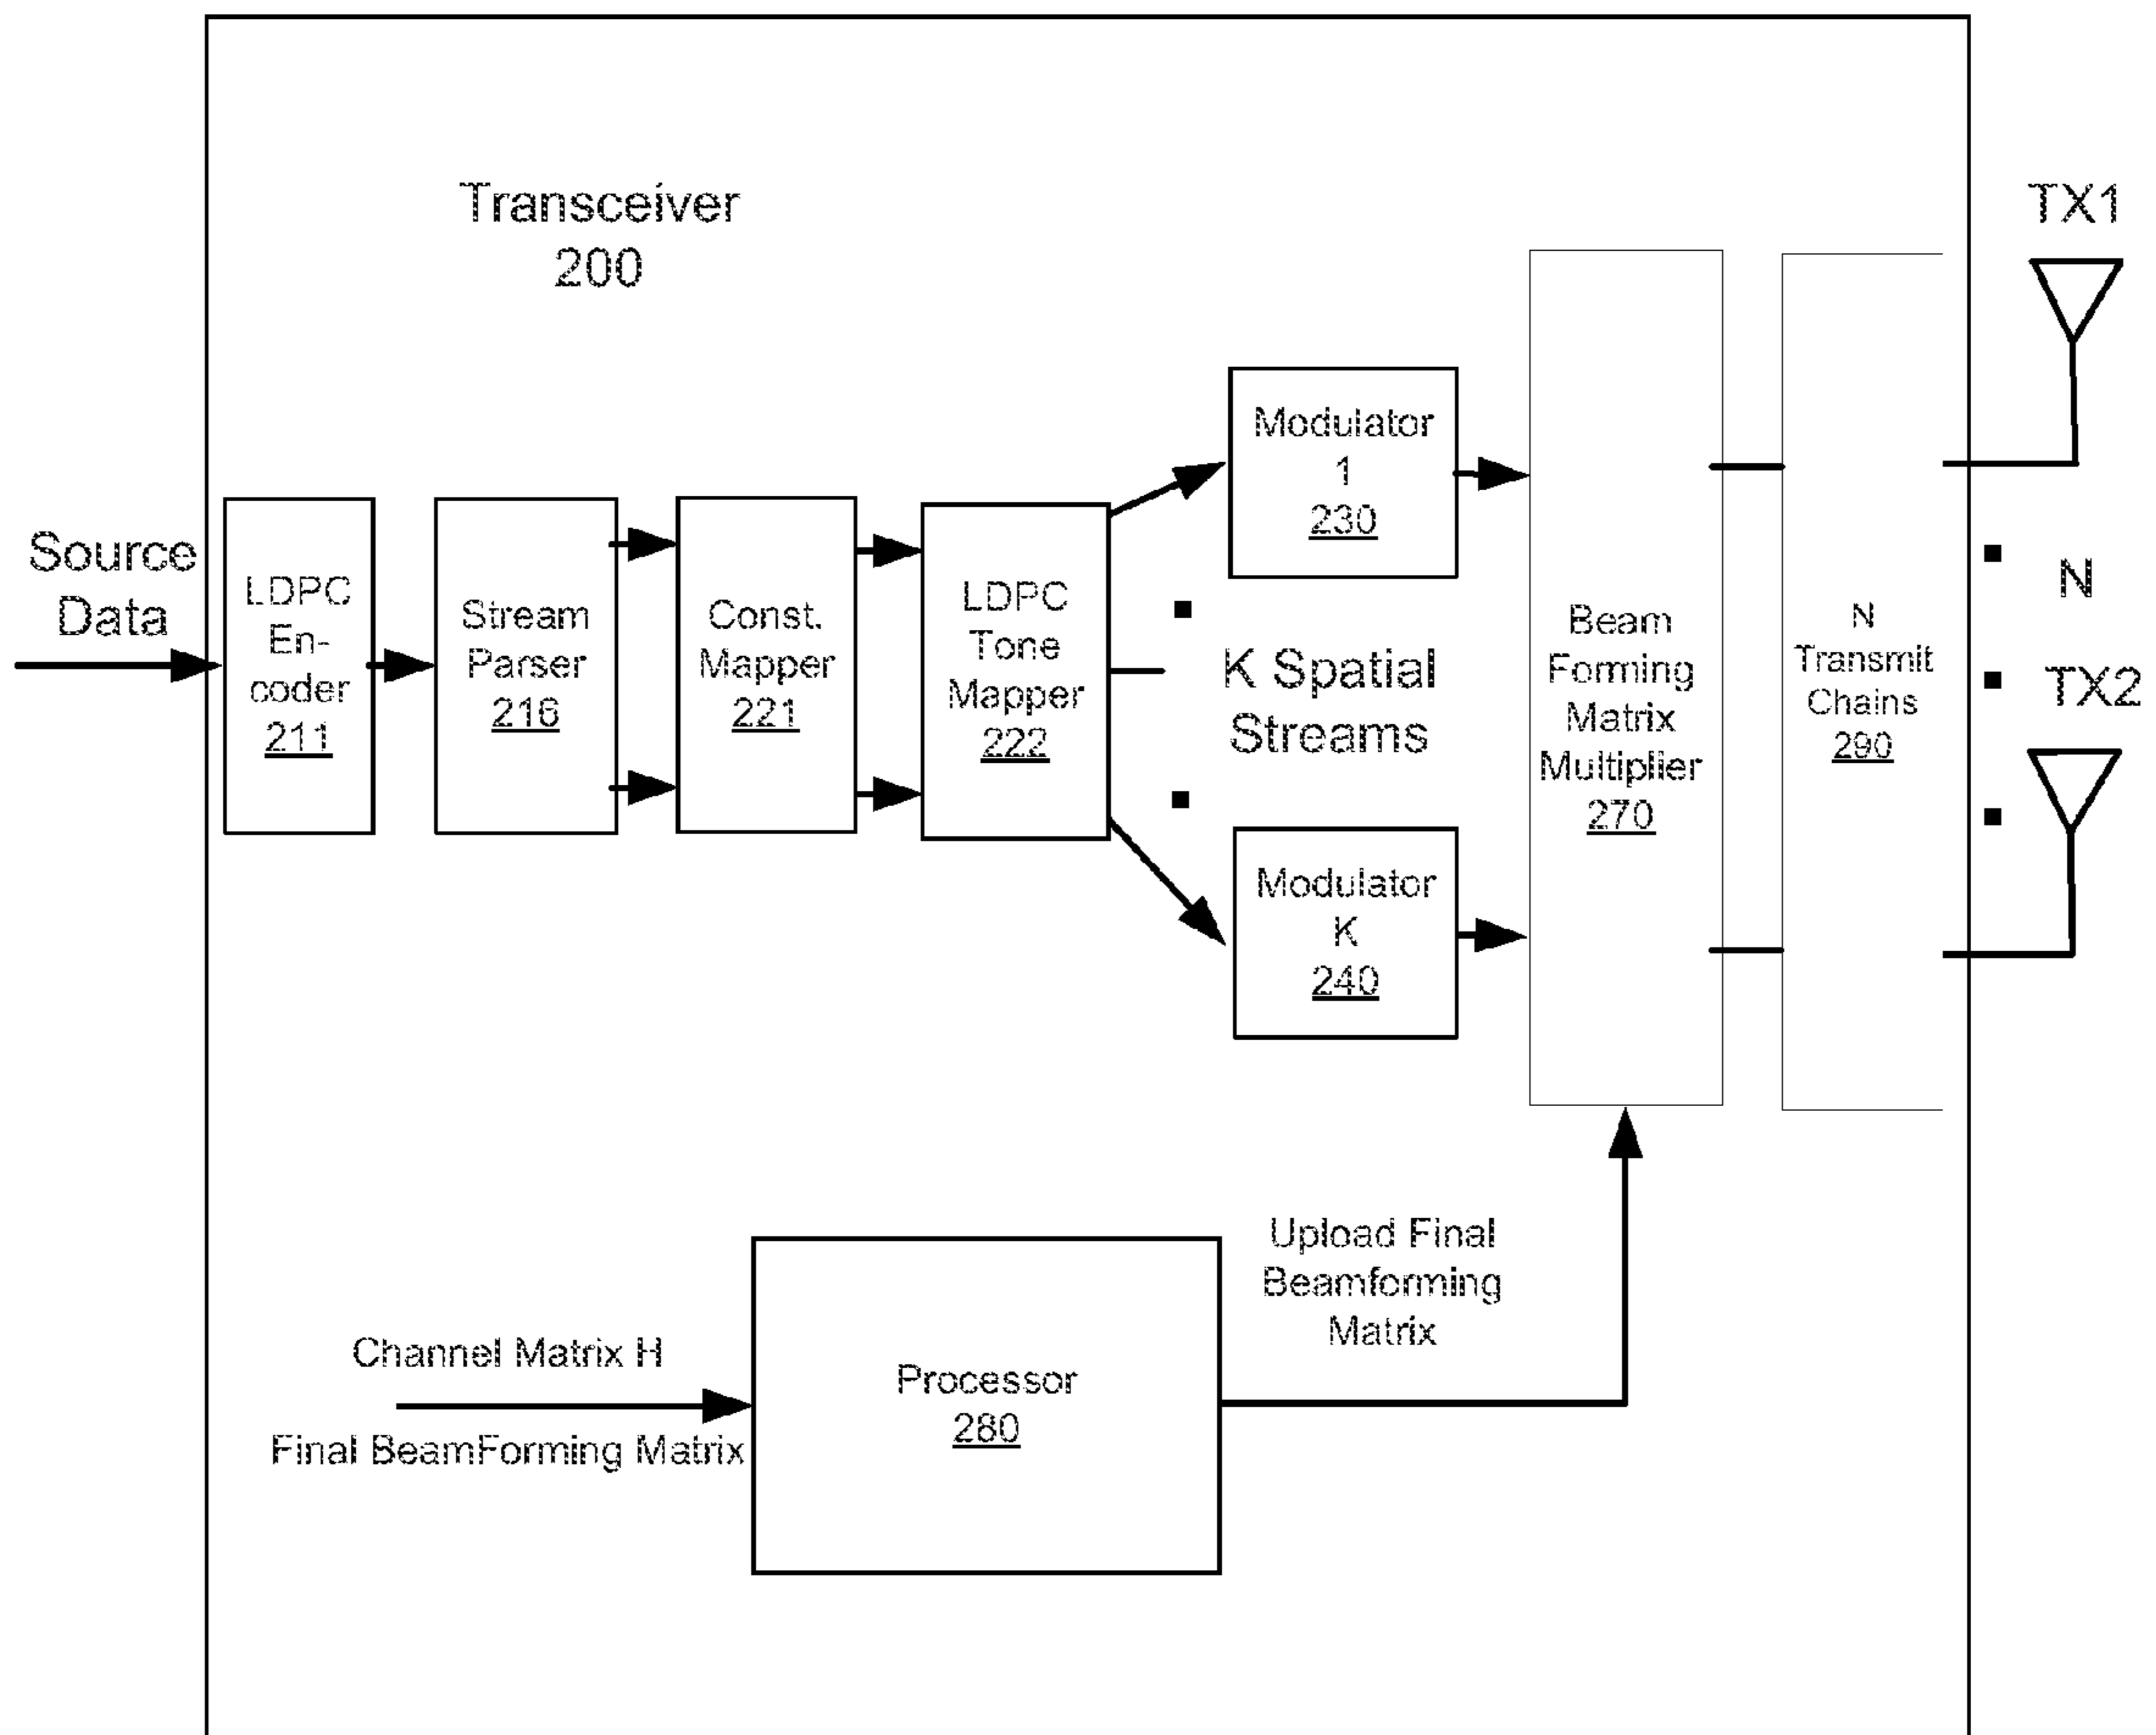 Transceiver
200
TX1
Source
Data
LDPC
En-
coder
211
Stream
Parser
216
Const.
Mapper
221
LDPC
Tone
Mapper
222
Modulator
1
230
K Spatial
Streams
Modulator
K
240
Beam
Forming
Matrix
Multiplier
270
N
Transmit
Chains
290
N
TX2
Channel Matrix H
Final BeamForming Matrix
Processor
280
Upload Final
Beamforming
Matrix